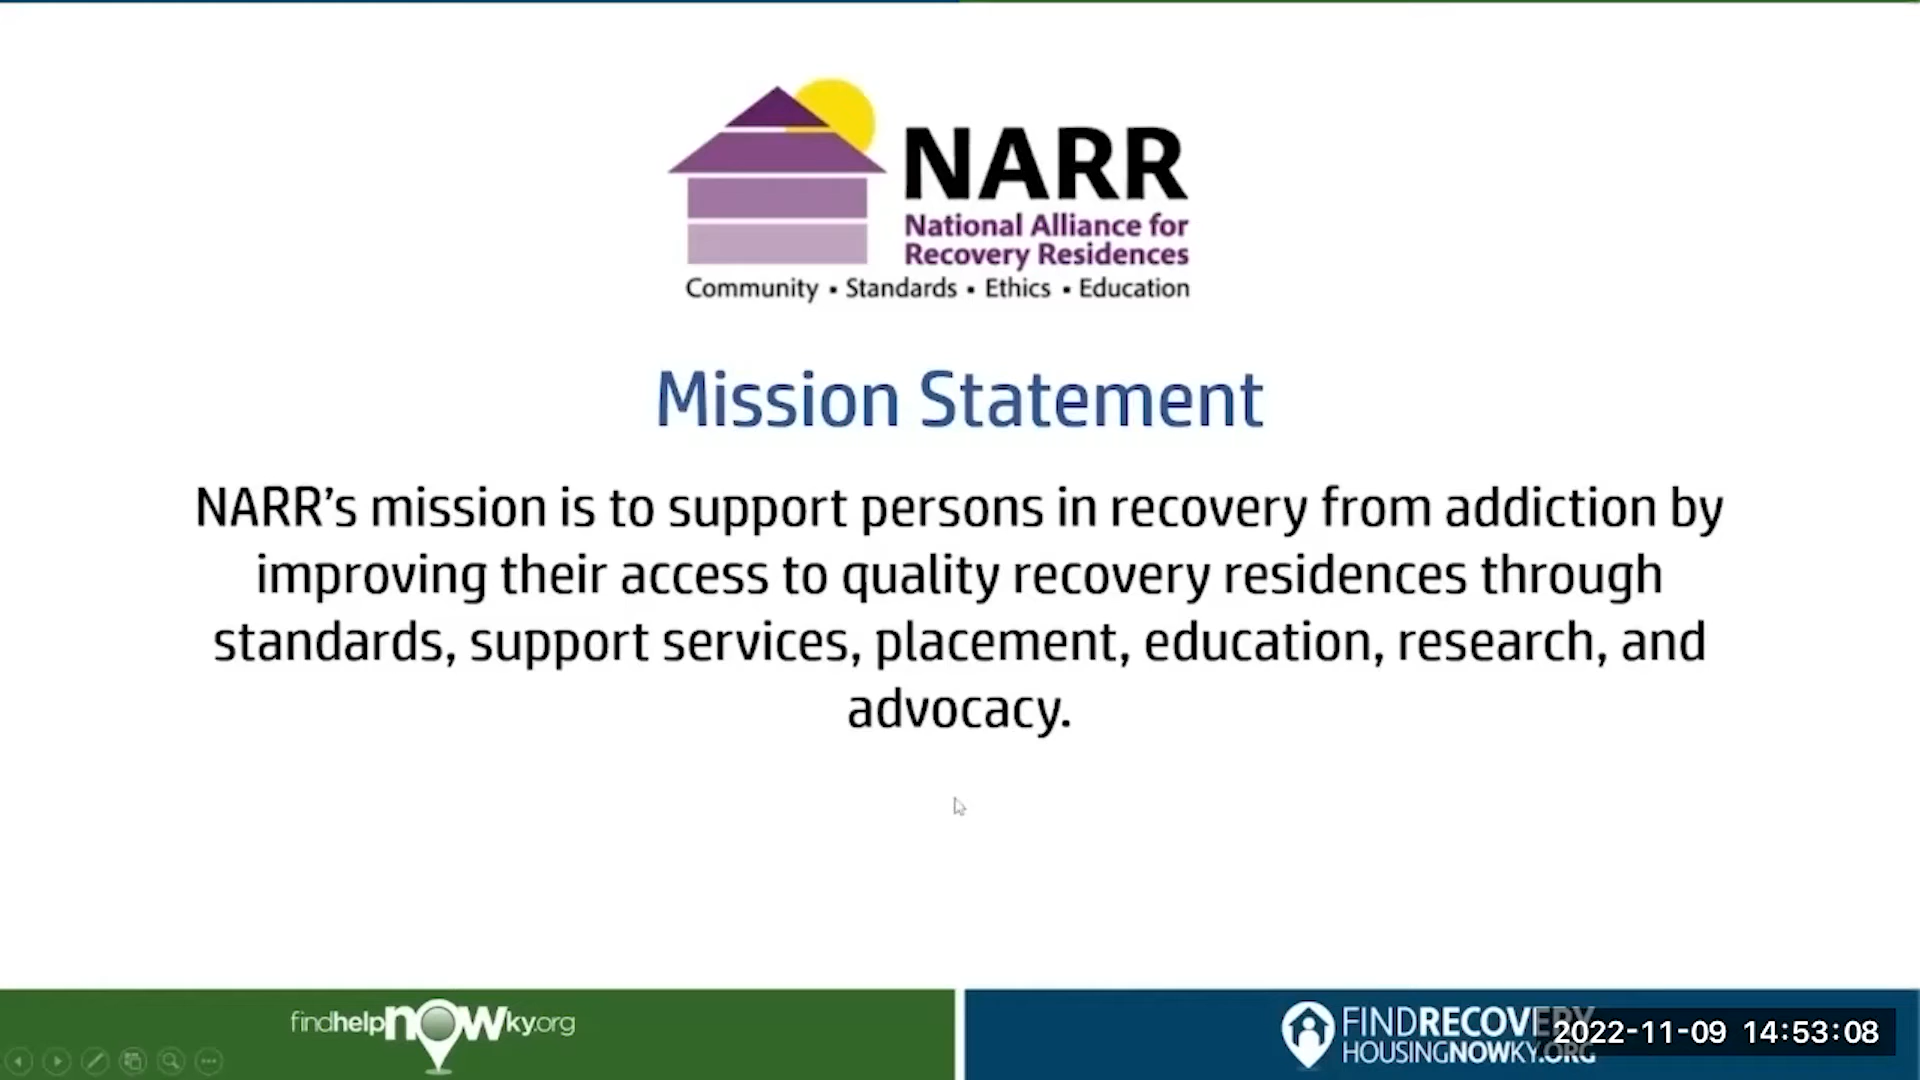 NARR
National Alliance for
Recovery Residences
Community ▪ Standards ▪ Ethics ▪ Education
Mission Statement
NARR’s mission is to support persons in recovery from addiction by
improving their access to quality recovery residences through
standards, support services, placement, education, research, and
advocacy.
findhelpnowky.org
FINDRECOVERY
HOUSINGNOWKY.ORG
2022-11-09 14:53:08